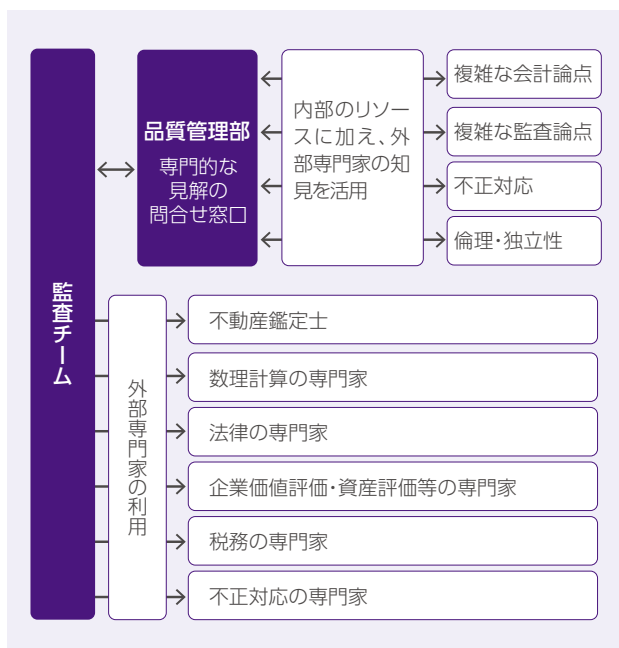 監査チーム
品質管理部
専門的な
見解の
問合せ窓口
内部のリソー
スに加え、外
部専門家の知
見を活用
複雑な会計論点
複雑な監査論点
不正対応
倫理・独立性
外部専門家の利用
不動産鑑定士
数理計算の専門家
法律の専門家
企業価値評価・資産評価等の専門家
税務の専門家
不正対応の専門家